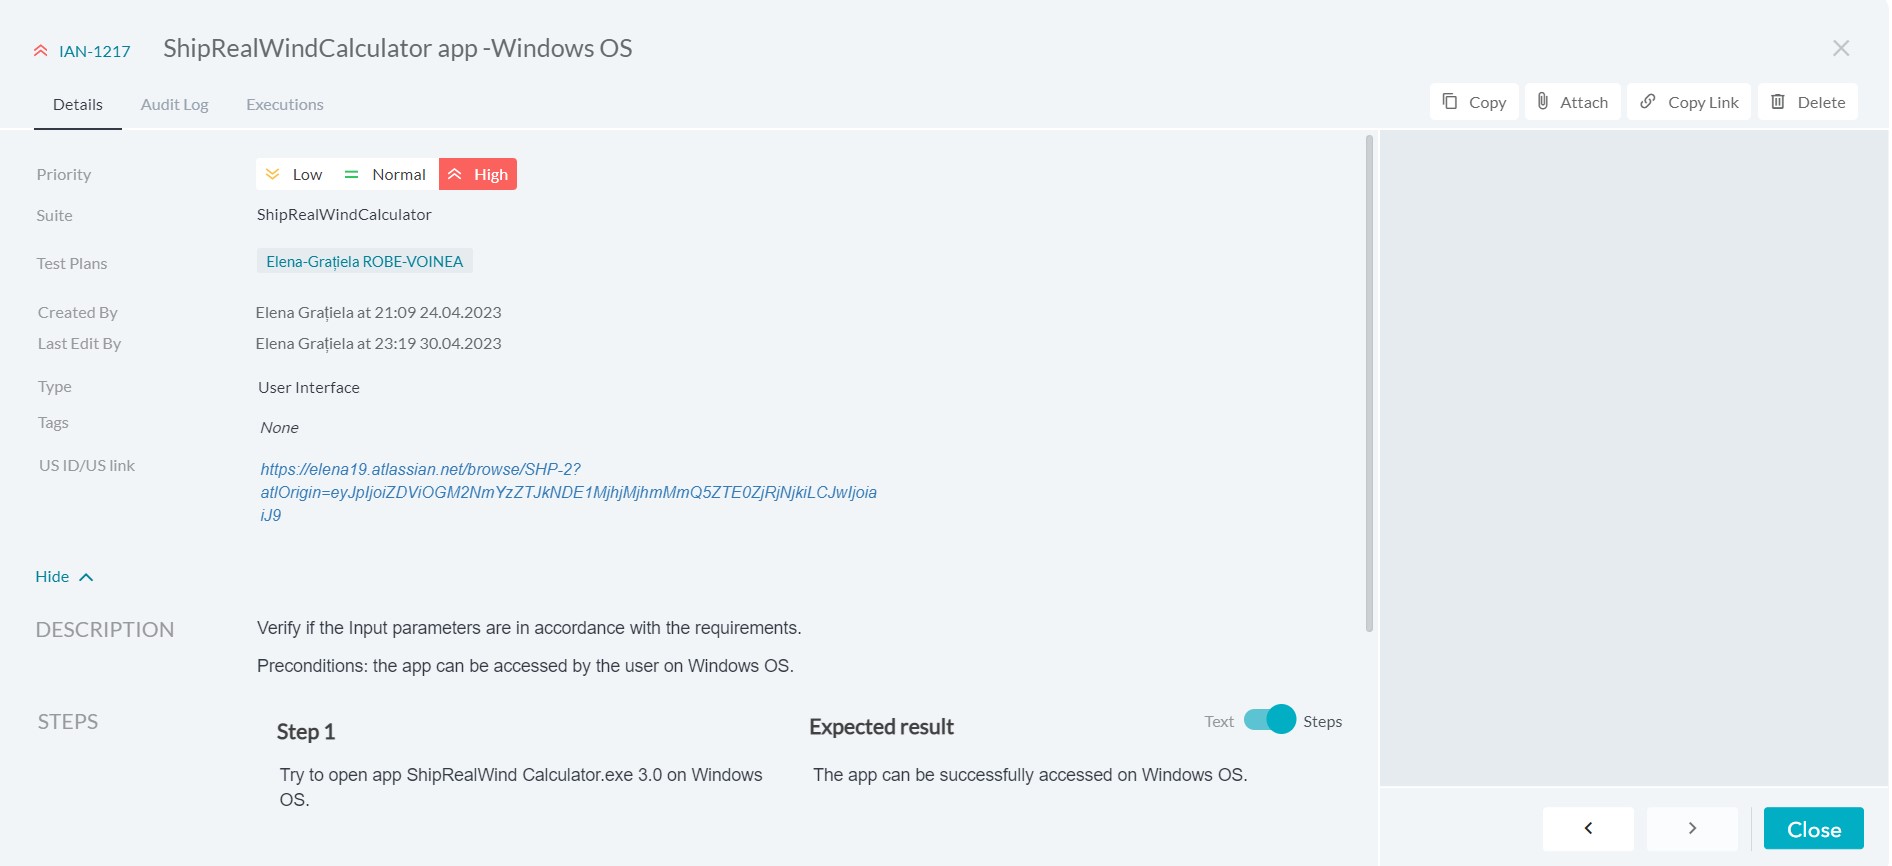 IAN-1217 ShipRealWindCalculator app -Windows OS
Details Audit Log Executions
Copy Attach Copy Link Delete
Priority Low Normal High
Suite ShipRealWindCalculator
Test Plans Elena-Grațiela ROBE-VOINEA
Created By Elena Grațiela at 21:09 24.04.2023
Last Edit By Elena Grațiela at 23:19 30.04.2023
Type User Interface
Tags None
US ID/US link https://elena19.atlassian.net/browse/SHP-2?
atlOrigin=eyJpIjoiZDViOGM2NmYzZTJkNDE1MjhjMjhmMmQ5ZTE0ZjRjNjkiLCJwIjoia
iJ9
Hide
DESCRIPTION Verify if the Input parameters are in accordance with the requirements.
Preconditions: the app can be accessed by the user on Windows OS.
STEPS Step 1 Expected result Text Steps
Try to open app ShipRealWind Calculator.exe 3.0 on Windows The app can be successfully accessed on Windows OS.
OS.
Close